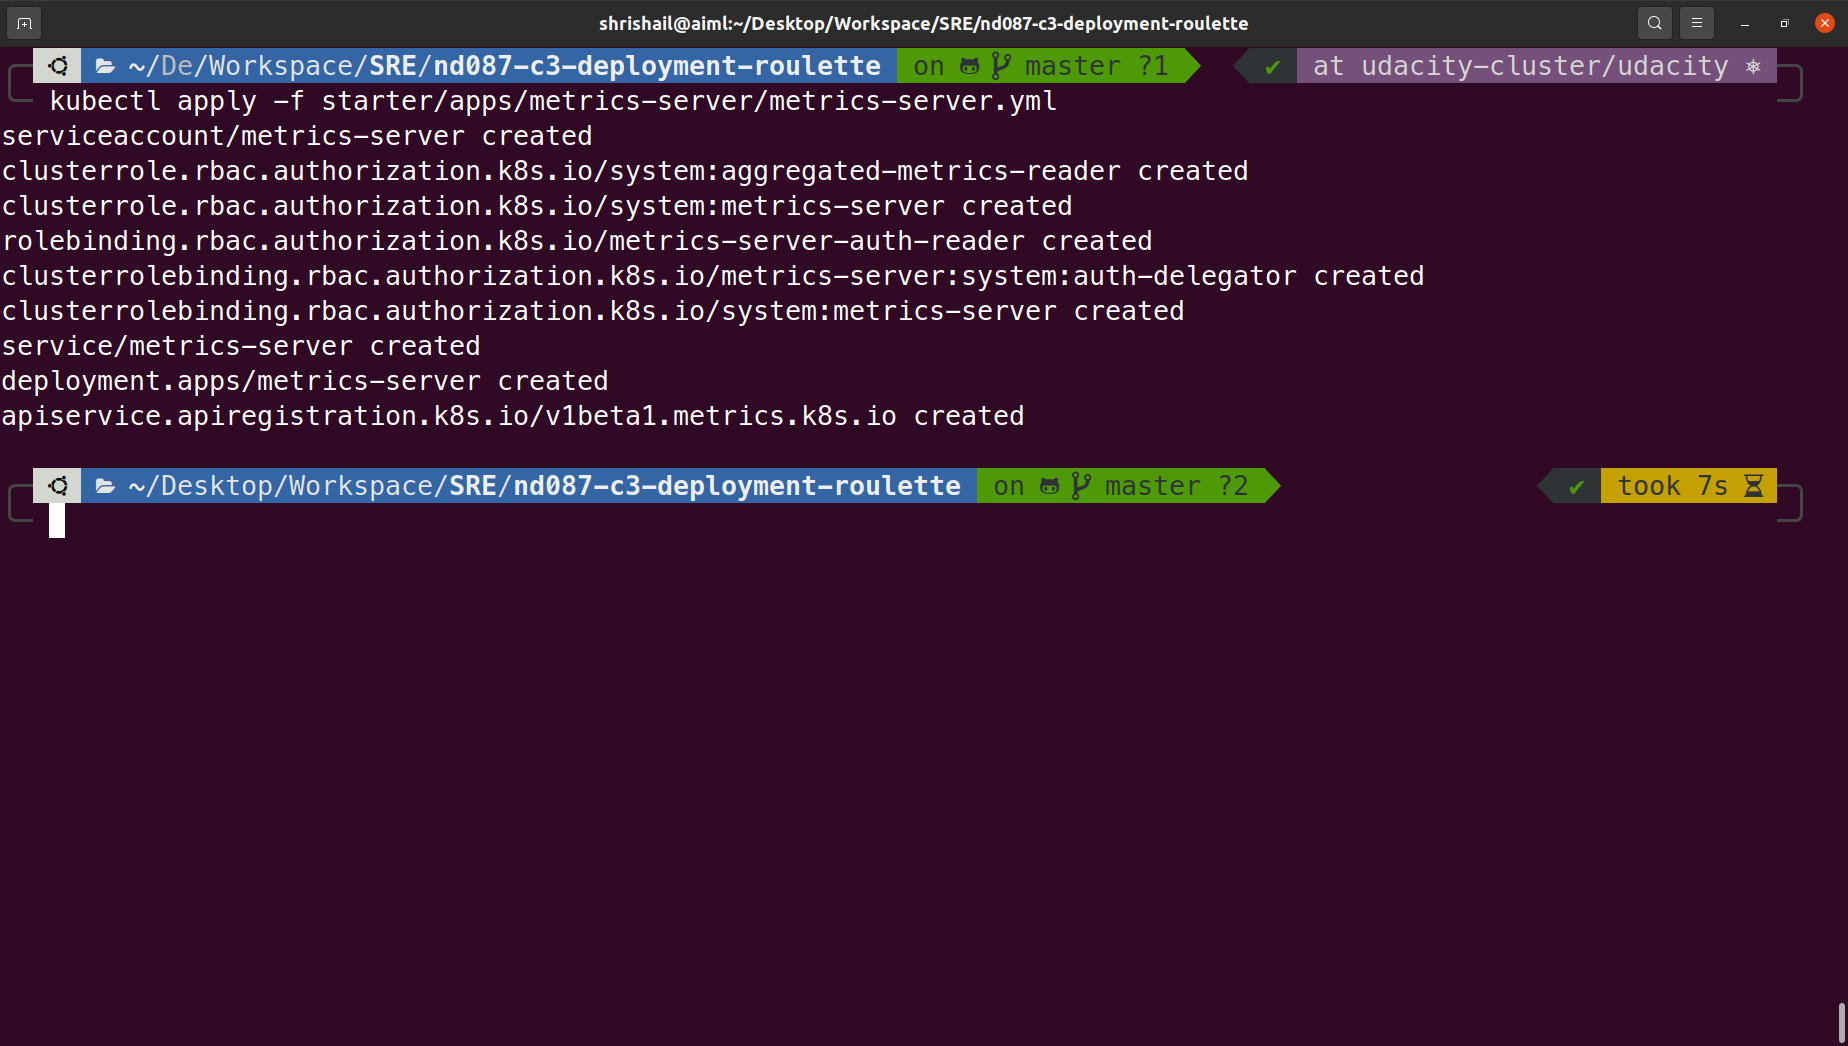 shrishail@aiml:~/Desktop/Workspace/SRE/nd087-c3-deployment-roulette
~/De/Workspace/SRE/nd087-c3-deployment-roulette on master ?1 ✔ at udacity-cluster/udacity
kubectl apply -f starter/apps/metrics-server/metrics-server.yml
serviceaccount/metrics-server created
clusterrole.rbac.authorization.k8s.io/system:aggregated-metrics-reader created
clusterrole.rbac.authorization.k8s.io/system:metrics-server created
rolebinding.rbac.authorization.k8s.io/metrics-server-auth-reader created
clusterrolebinding.rbac.authorization.k8s.io/metrics-server:system:auth-delegator created
clusterrolebinding.rbac.authorization.k8s.io/system:metrics-server created
service/metrics-server created
deployment.apps/metrics-server created
apiservice.apiregistration.k8s.io/v1beta1.metrics.k8s.io created
~/Desktop/Workspace/SRE/nd087-c3-deployment-roulette on master ?2 ✔ took 7s